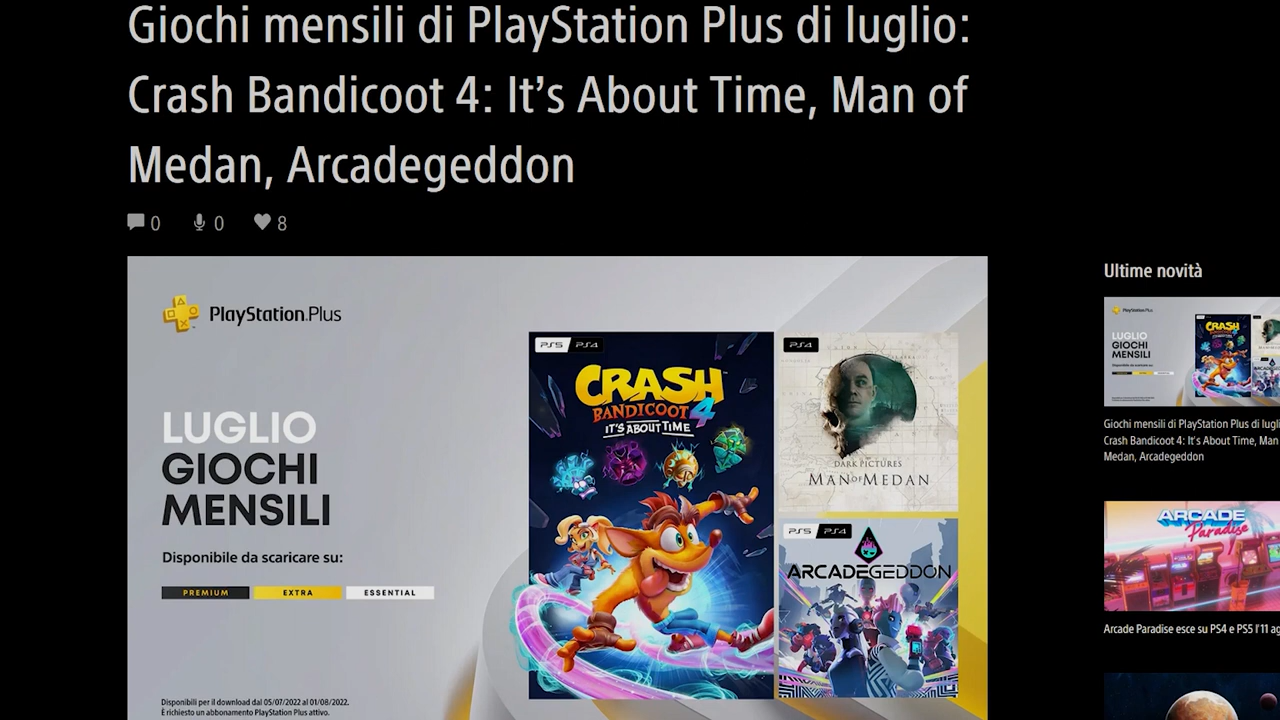 Giochi mensili di PlayStation Plus di luglio:
Crash Bandicoot 4: It's About Time, Man of
Medan, Arcadegeddon
0 0 8
PlayStation.Plus
LUGLIO
GIOCHI
MENSILI
Disponibile da scaricare su:
PREMIUM EXTRA ESSENTIAL
Disponibili per il download dal 05/07/2022 al 01/08/2022.
È richiesto un abbonamento PlayStation Plus attivo.
PS5 PS4
CRASH
BANDICOOT 4
IT'S ABOUT TIME
PS4
DARK PICTURES
MAN OF MEDAN
PS5 PS4
ARCADEGEDDON
Ultime novità
LUGLIO
GIOCHI
MENSILI
CRASH
Giochi mensili di PlayStation Plus di lugli
Crash Bandicoot 4: It's About Time, Man
Medan, Arcadegeddon
ARCADE
Paradise
Arcade Paradise esce su PS4 e PS5 l'11 ag